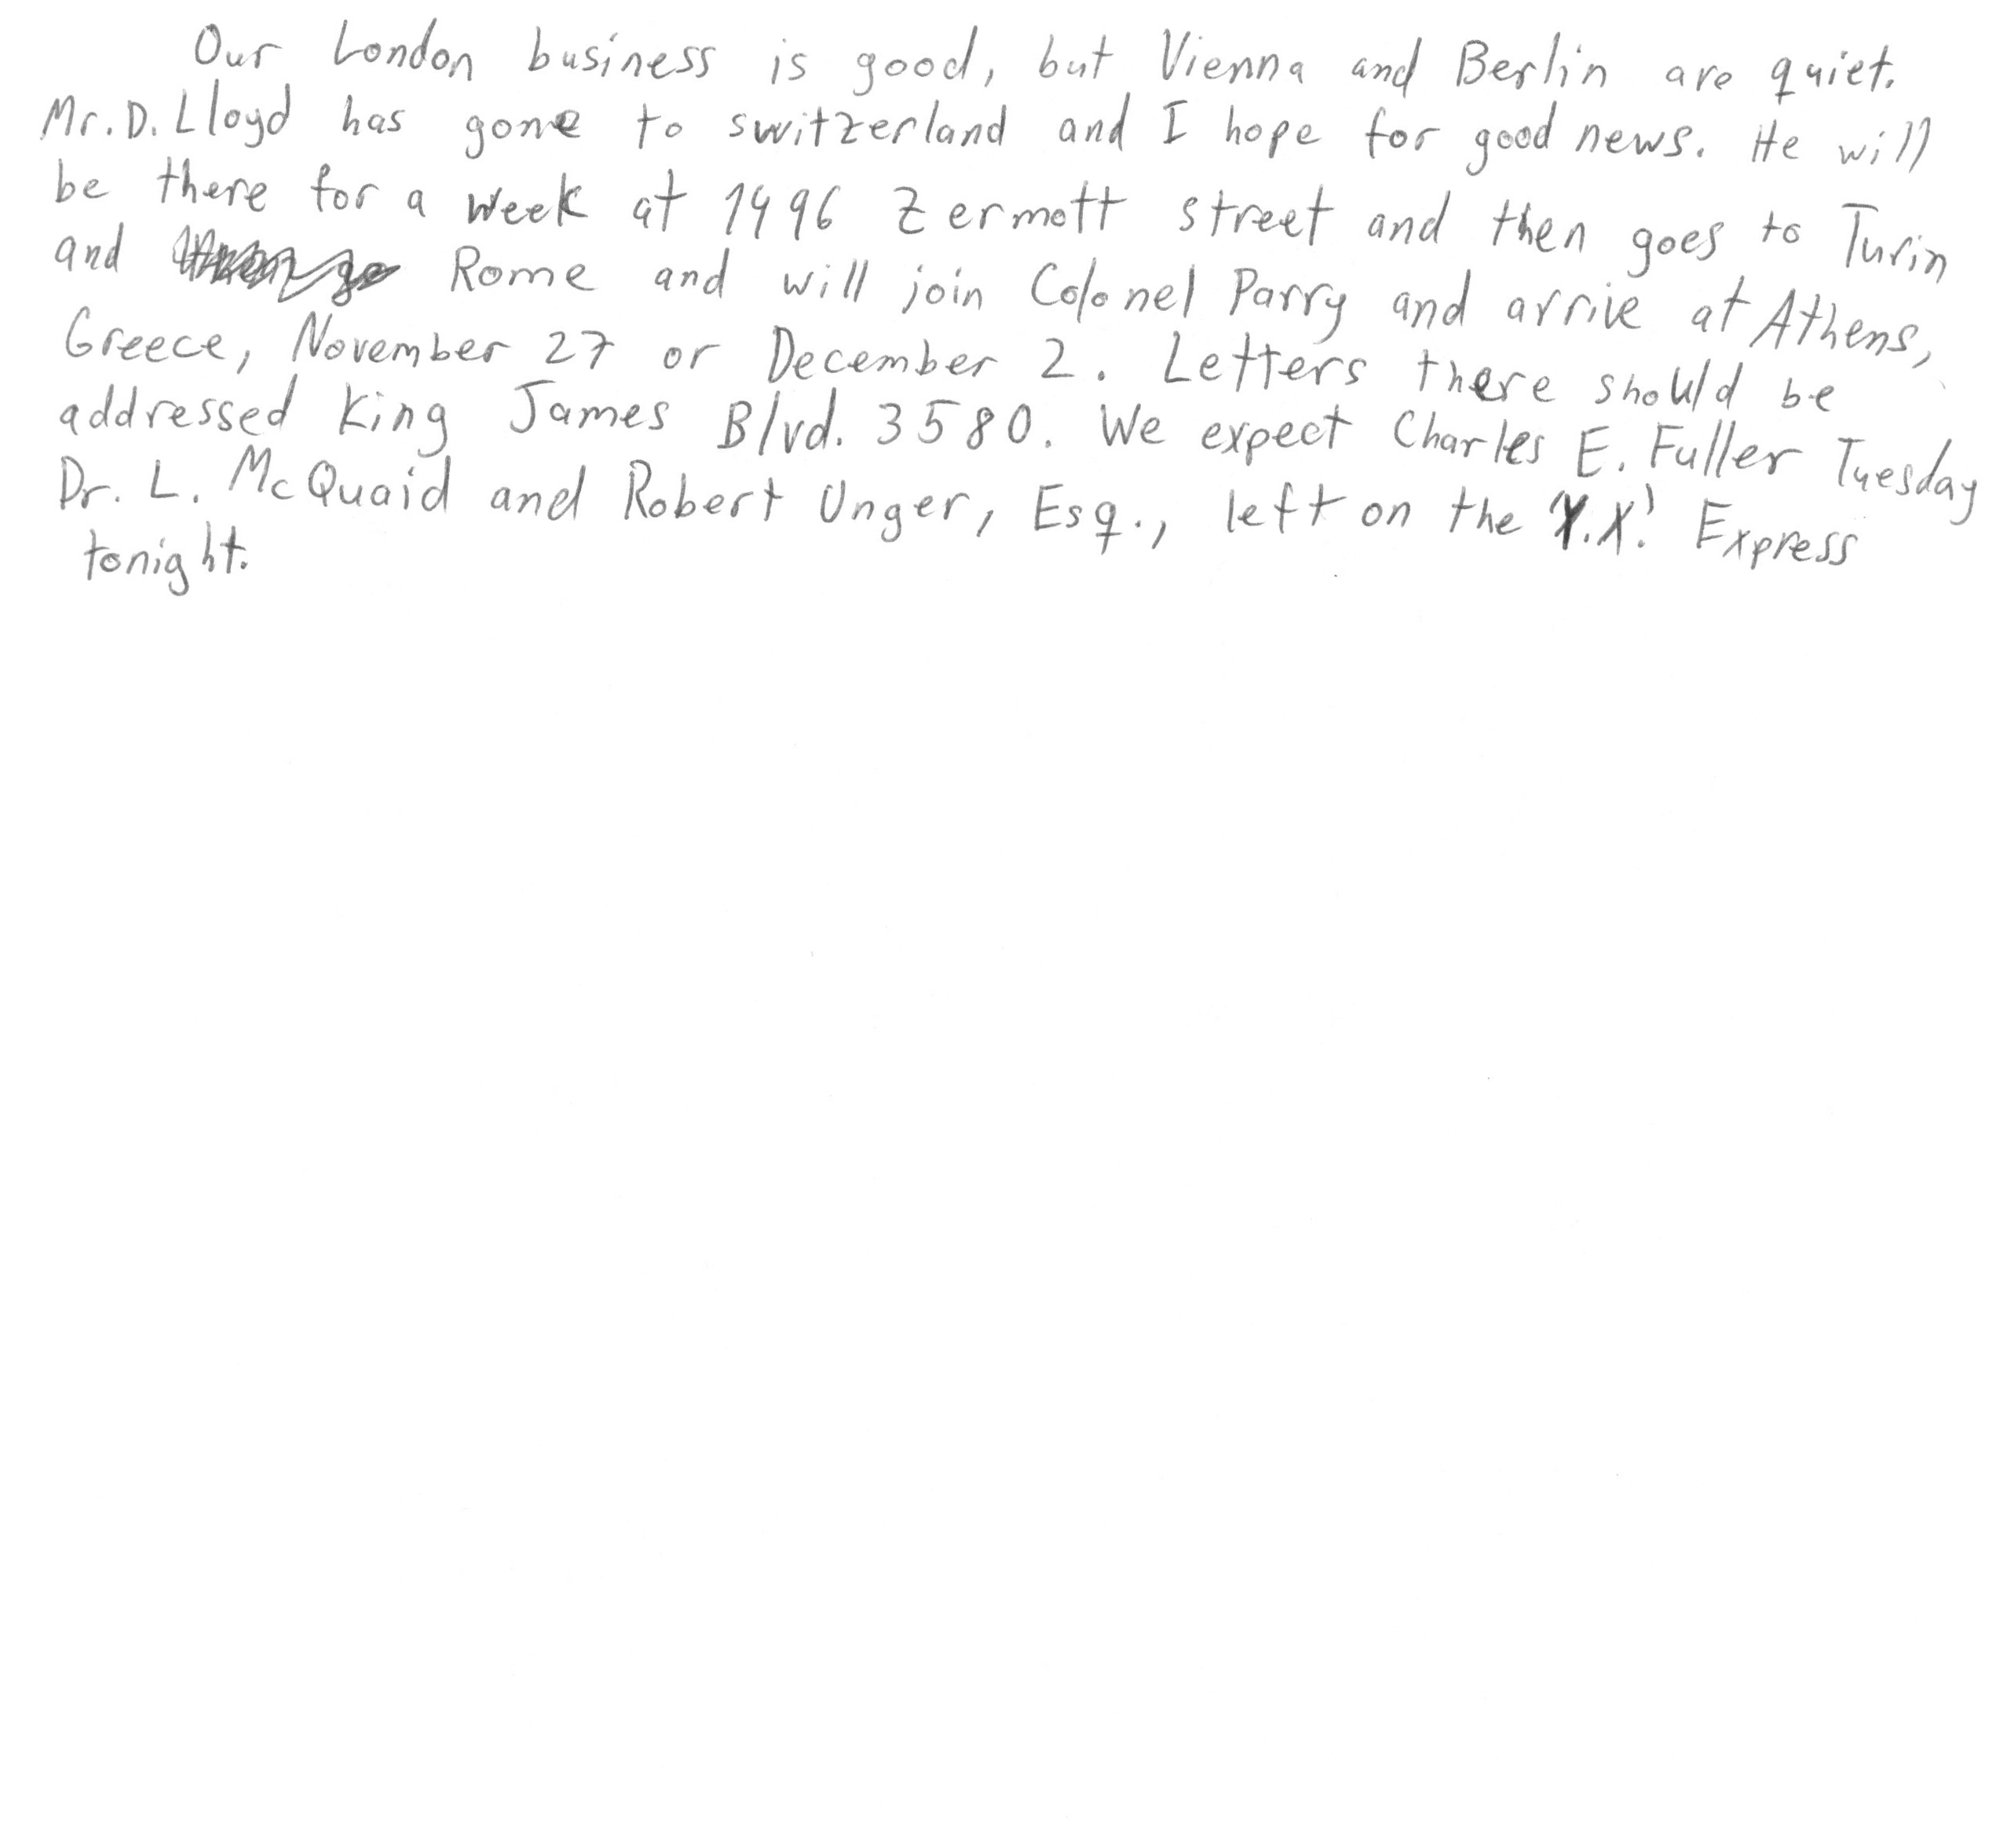 Our London business is good, but Vienna and Berlin are quiet.
Mr. D. Lloyd has gone to switzerland and I hope for good news. He will
be there for a week at 1496 Zermott street and then goes to Turin
and Rome and will join Colonel Parry and arrive at Athens,
Greece, November 27 or December 2. Letters there should be
addressed King James Blvd. 3580. We expect Charles E. Fuller Tuesday
Dr. L. McQuaid and Robert Unger, Esq., left on the 'Y.X.' Express
tonight.